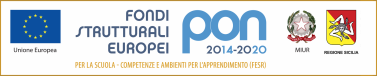 FONDI
STRUTTURALI
EUROPEI
pon
2014-2020
Unione Europea
MIUR
REGIONE SICILIA
PER LA SCUOLA - COMPETENZE E AMBIENTI PER L'APPRENDIMENTO (FESR)